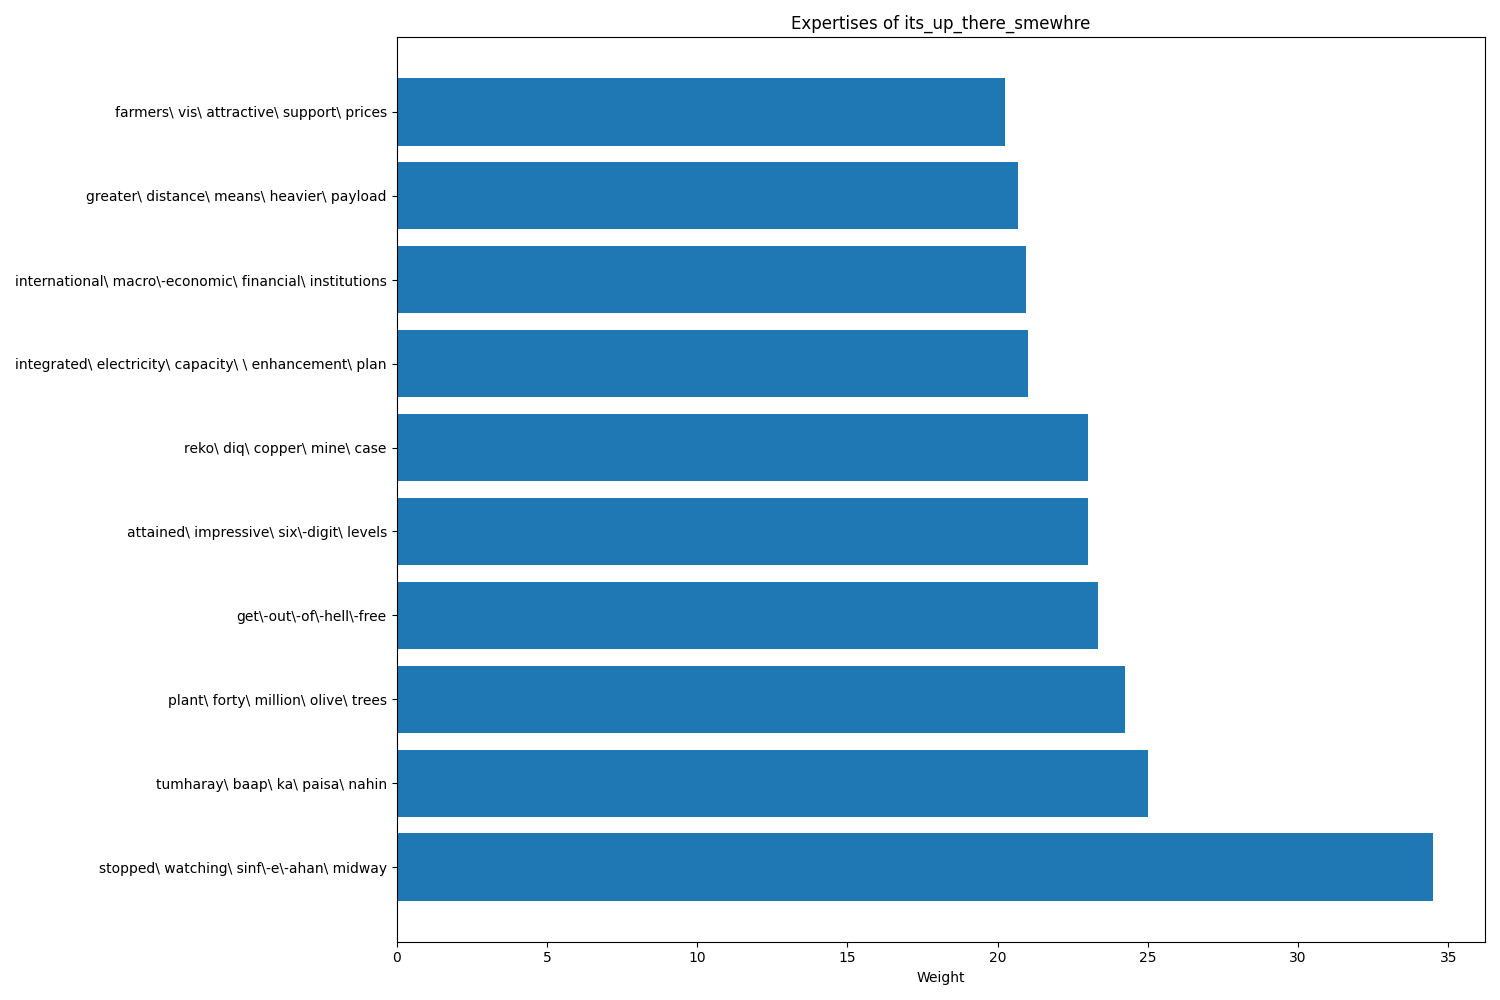 Expertises of its_up_there_smewhre
farmers\ vis\ attractive\ support\ prices
greater\ distance\ means\ heavier\ payload
international\ macro\-economic\ financial\ institutions
integrated\ electricity\ capacity\ \ enhancement\ plan
reko\ diq\ copper\ mine\ case
attained\ impressive\ six\-digit\ levels
get\-out\-of\-hell\-free
plant\ forty\ million\ olive\ trees
tumharay\ baap\ ka\ paisa\ nahin
stopped\ watching\ sinf\-e\-ahan\ midway
0 5 10 15 20 25 30 35
Weight